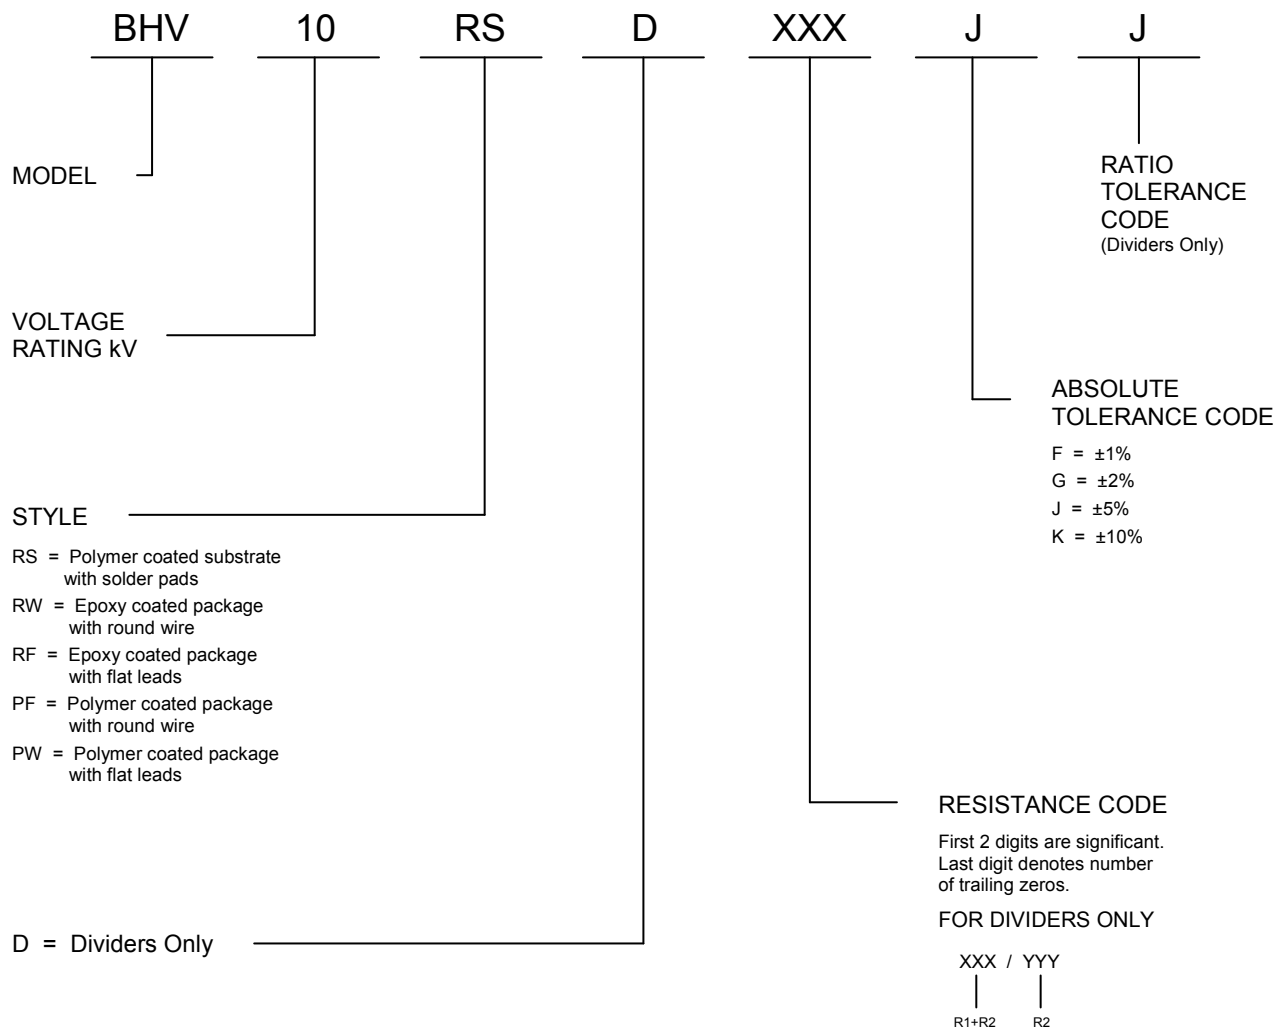 BHV 10 RS D XXX J J
MODEL
RATIO
TOLERANCE
CODE
(Dividers Only)
VOLTAGE
RATING kV
ABSOLUTE
TOLERANCE CODE
F = ±1%
G = ±2%
J = ±5%
K = ±10%
STYLE
RS = Polymer coated substrate
with solder pads
RW = Epoxy coated package
with round wire
RF = Epoxy coated package
with flat leads
PF = Polymer coated package
with round wire
PW = Polymer coated package
with flat leads
RESISTANCE CODE
First 2 digits are significant.
Last digit denotes number
of trailing zeros.
FOR DIVIDERS ONLY
XXX / YYY
R1+R2 R2
D = Dividers Only